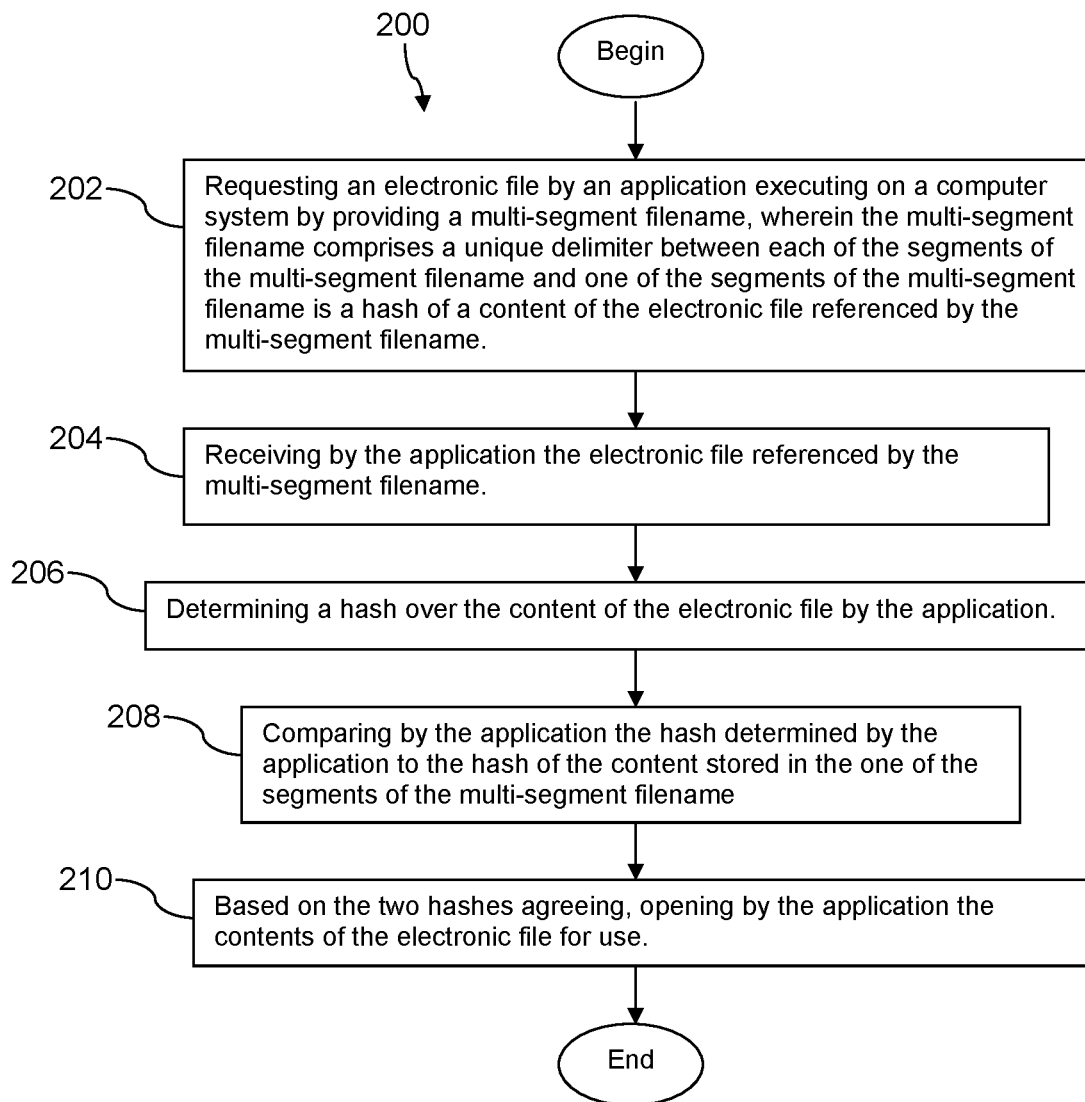 200
Begin
202
Requesting an electronic file by an application executing on a computer
system by providing a multi-segment filename, wherein the multi-segment
filename comprises a unique delimiter between each of the segments of
the multi-segment filename and one of the segments of the multi-segment
filename is a hash of a content of the electronic file referenced by the
multi-segment filename.
204
Receiving by the application the electronic file referenced by the
multi-segment filename.
206
Determining a hash over the content of the electronic file by the application.
208
Comparing by the application the hash determined by the
application to the hash of the content stored in the one of the
segments of the multi-segment filename
210
Based on the two hashes agreeing, opening by the application the
contents of the electronic file for use.
End